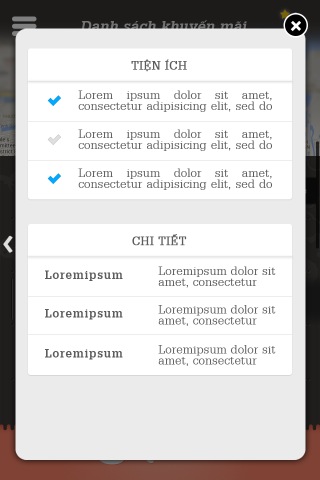 Danh sách khuyến mãi
TIỆN ÍCH
Lorem ipsum dolor sit amet,
consectetur adipisicing elit, sed do
Lorem ipsum dolor sit amet,
consectetur adipisicing elit, sed do
Lorem ipsum dolor sit amet,
consectetur adipisicing elit, sed do
CHI TIẾT
Loremipsum
Loremipsum dolor sit
amet, consectetur
Loremipsum
Loremipsum dolor sit
amet, consectetur
Loremipsum
Loremipsum dolor sit
amet, consectetur